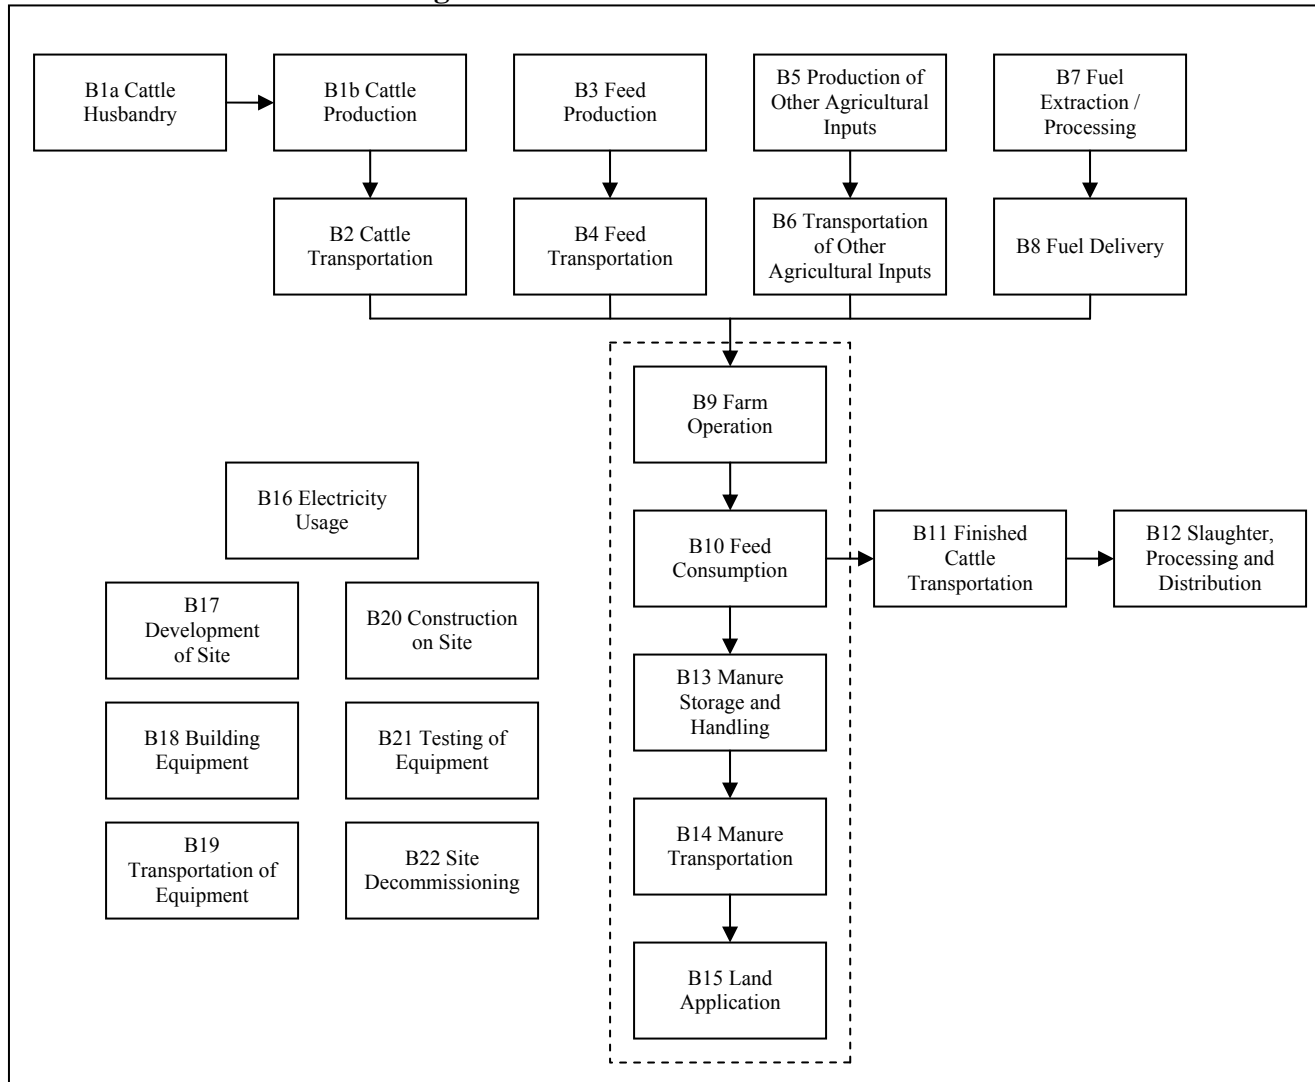 B1a Cattle
Husbandry
B1b Cattle
Production
B3 Feed
Production
B5 Production of
Other Agricultural
Inputs
B7 Fuel
Extraction /
Processing
B2 Cattle
Transportation
B4 Feed
Transportation
B6 Transportation
of Other
Agricultural Inputs
B8 Fuel Delivery
B9 Farm
Operation
B16 Electricity
Usage
B10 Feed
Consumption
B11 Finished
Cattle
Transportation
B12 Slaughter,
Processing and
Distribution
B17
Development
of Site
B20 Construction
on Site
B13 Manure
Storage and
Handling
B18 Building
Equipment
B21 Testing of
Equipment
B14 Manure
Transportation
B19
Transportation of
Equipment
B22 Site
Decommissioning
B15 Land
Application